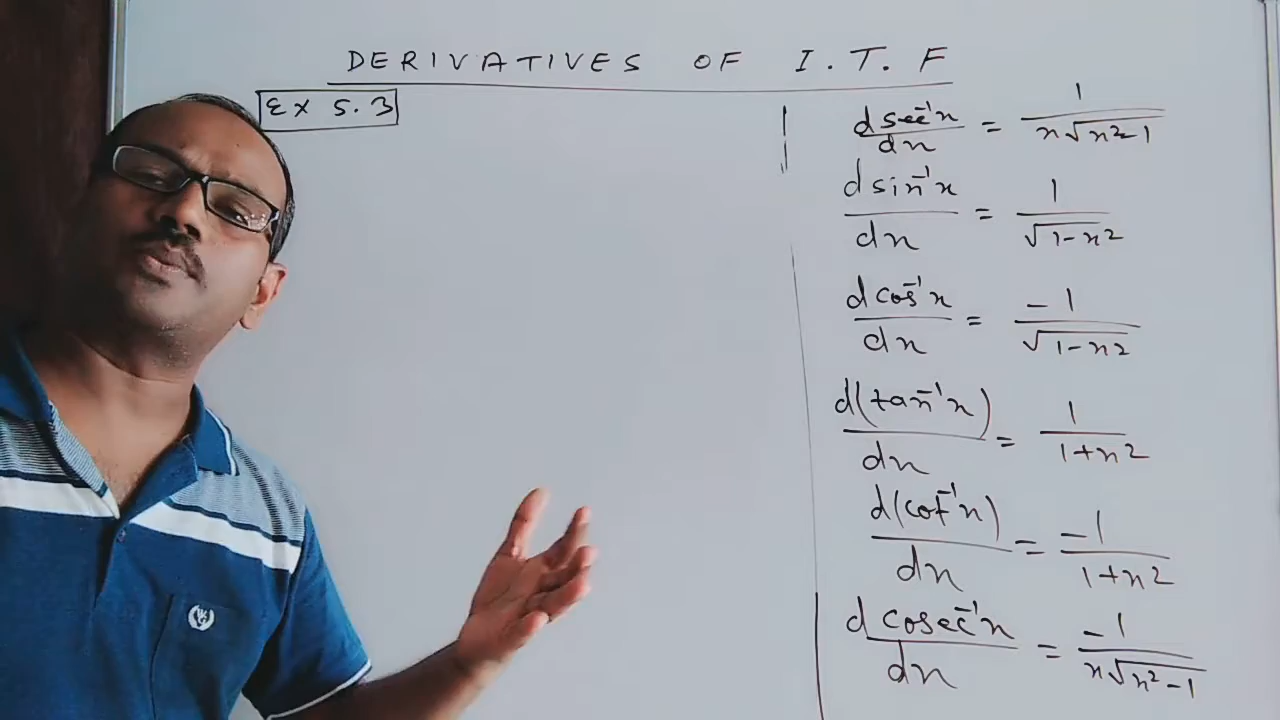 DERIVATIVES OF I.T.F
Ex 5.3
d sec⁻¹x/dx = 1/x√x²-1
d sin⁻¹x/dx = 1/√1-x²
d cos⁻¹x/dx = -1/√1-x²
d(tan⁻¹x)/dx = 1/1+x²
d(cot⁻¹x)/dx = -1/1+x²
d cosec⁻¹x/dx = -1/x√x²-1